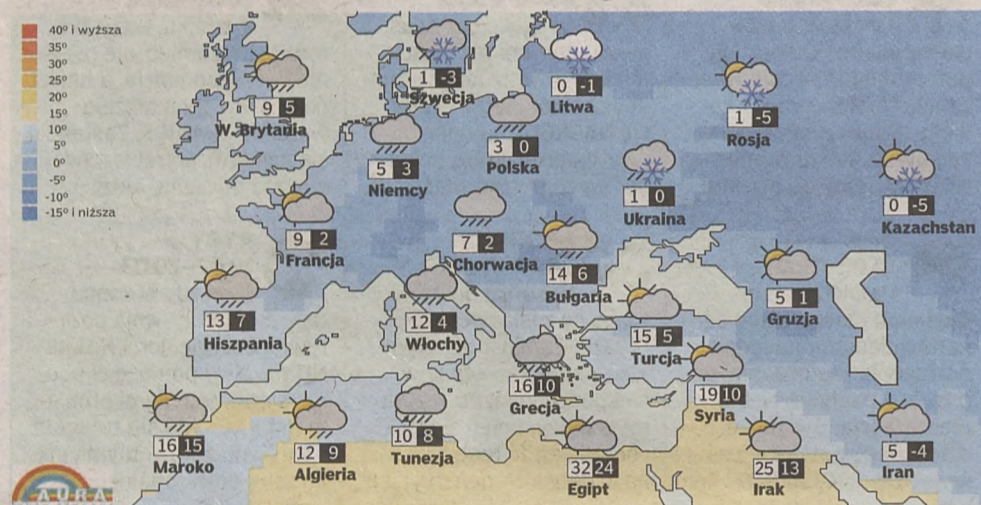 40° i wyższa
35°
30°
25°
20°
15°
10°
5°
0°
-5°
-10°
-15° i niższa
9 5
W. Brytania
1 -3
Szwecja
0 -1
Litwa
1 -5
Rosja
5 3
Niemcy
3 0
Polska
1 0
Ukraina
0 -5
Kazachstan
9 2
Francja
7 2
Chorwacja
14 6
Bułgaria
5 1
Gruzja
13 7
Hiszpania
12 4
Włochy
15 5
Turcja
16 10
Grecja
19 10
Syria
16 15
Maroko
12 9
Algieria
10 8
Tunezja
32 24
Egipt
25 13
Irak
5 -4
Iran
AURA